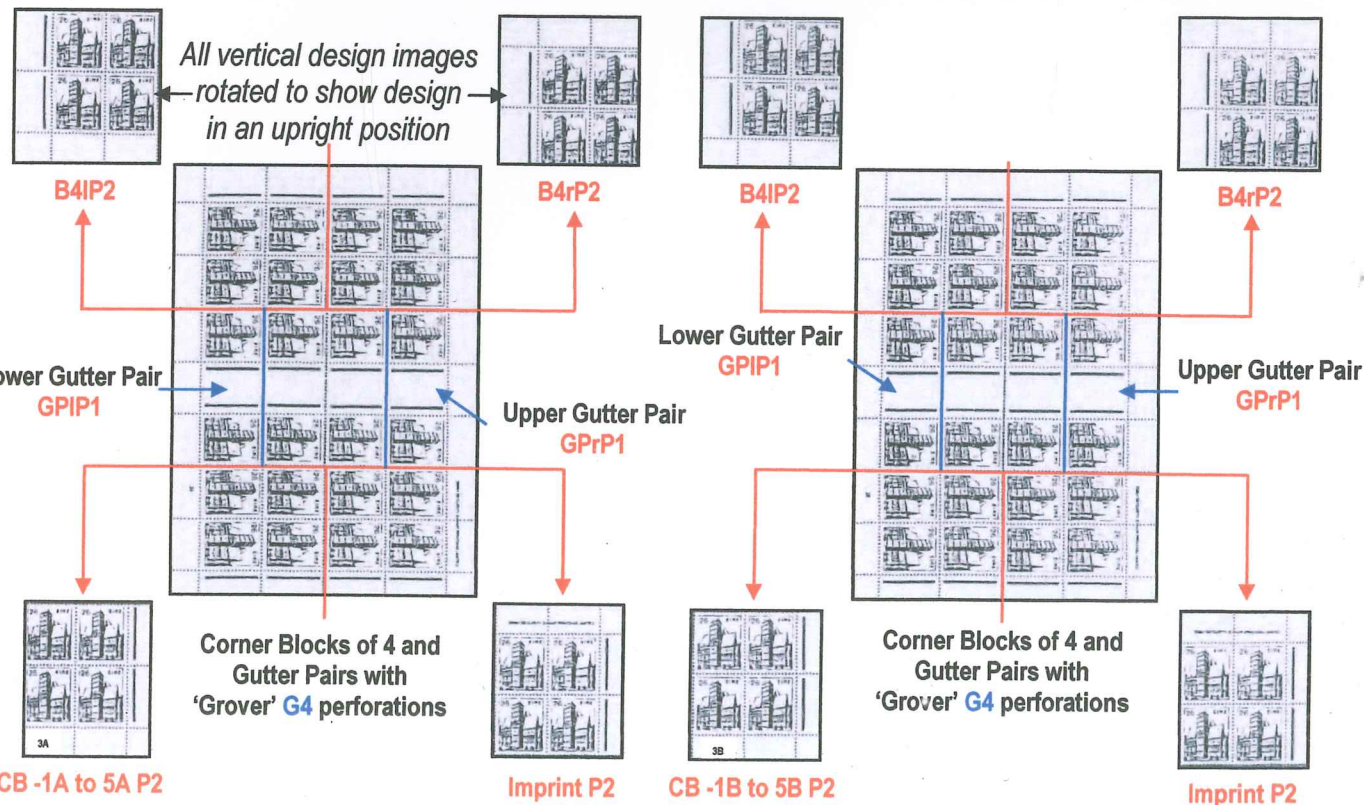 All vertical design images
rotated to show design
in an upright position
B4lP2
B4rP2
B4lP2
B4rP2
Lower Gutter Pair
GPlP1
Upper Gutter Pair
GPrP1
Lower Gutter Pair
GPlP1
Upper Gutter Pair
GPrP1
26 EIRE
3A
3B
Corner Blocks of 4 and
Gutter Pairs with
‘Grover’ G4 perforations
Corner Blocks of 4 and
Gutter Pairs with
‘Grover’ G4 perforations
CB -1A to 5A P2
Imprint P2
CB -1B to 5B P2
Imprint P2